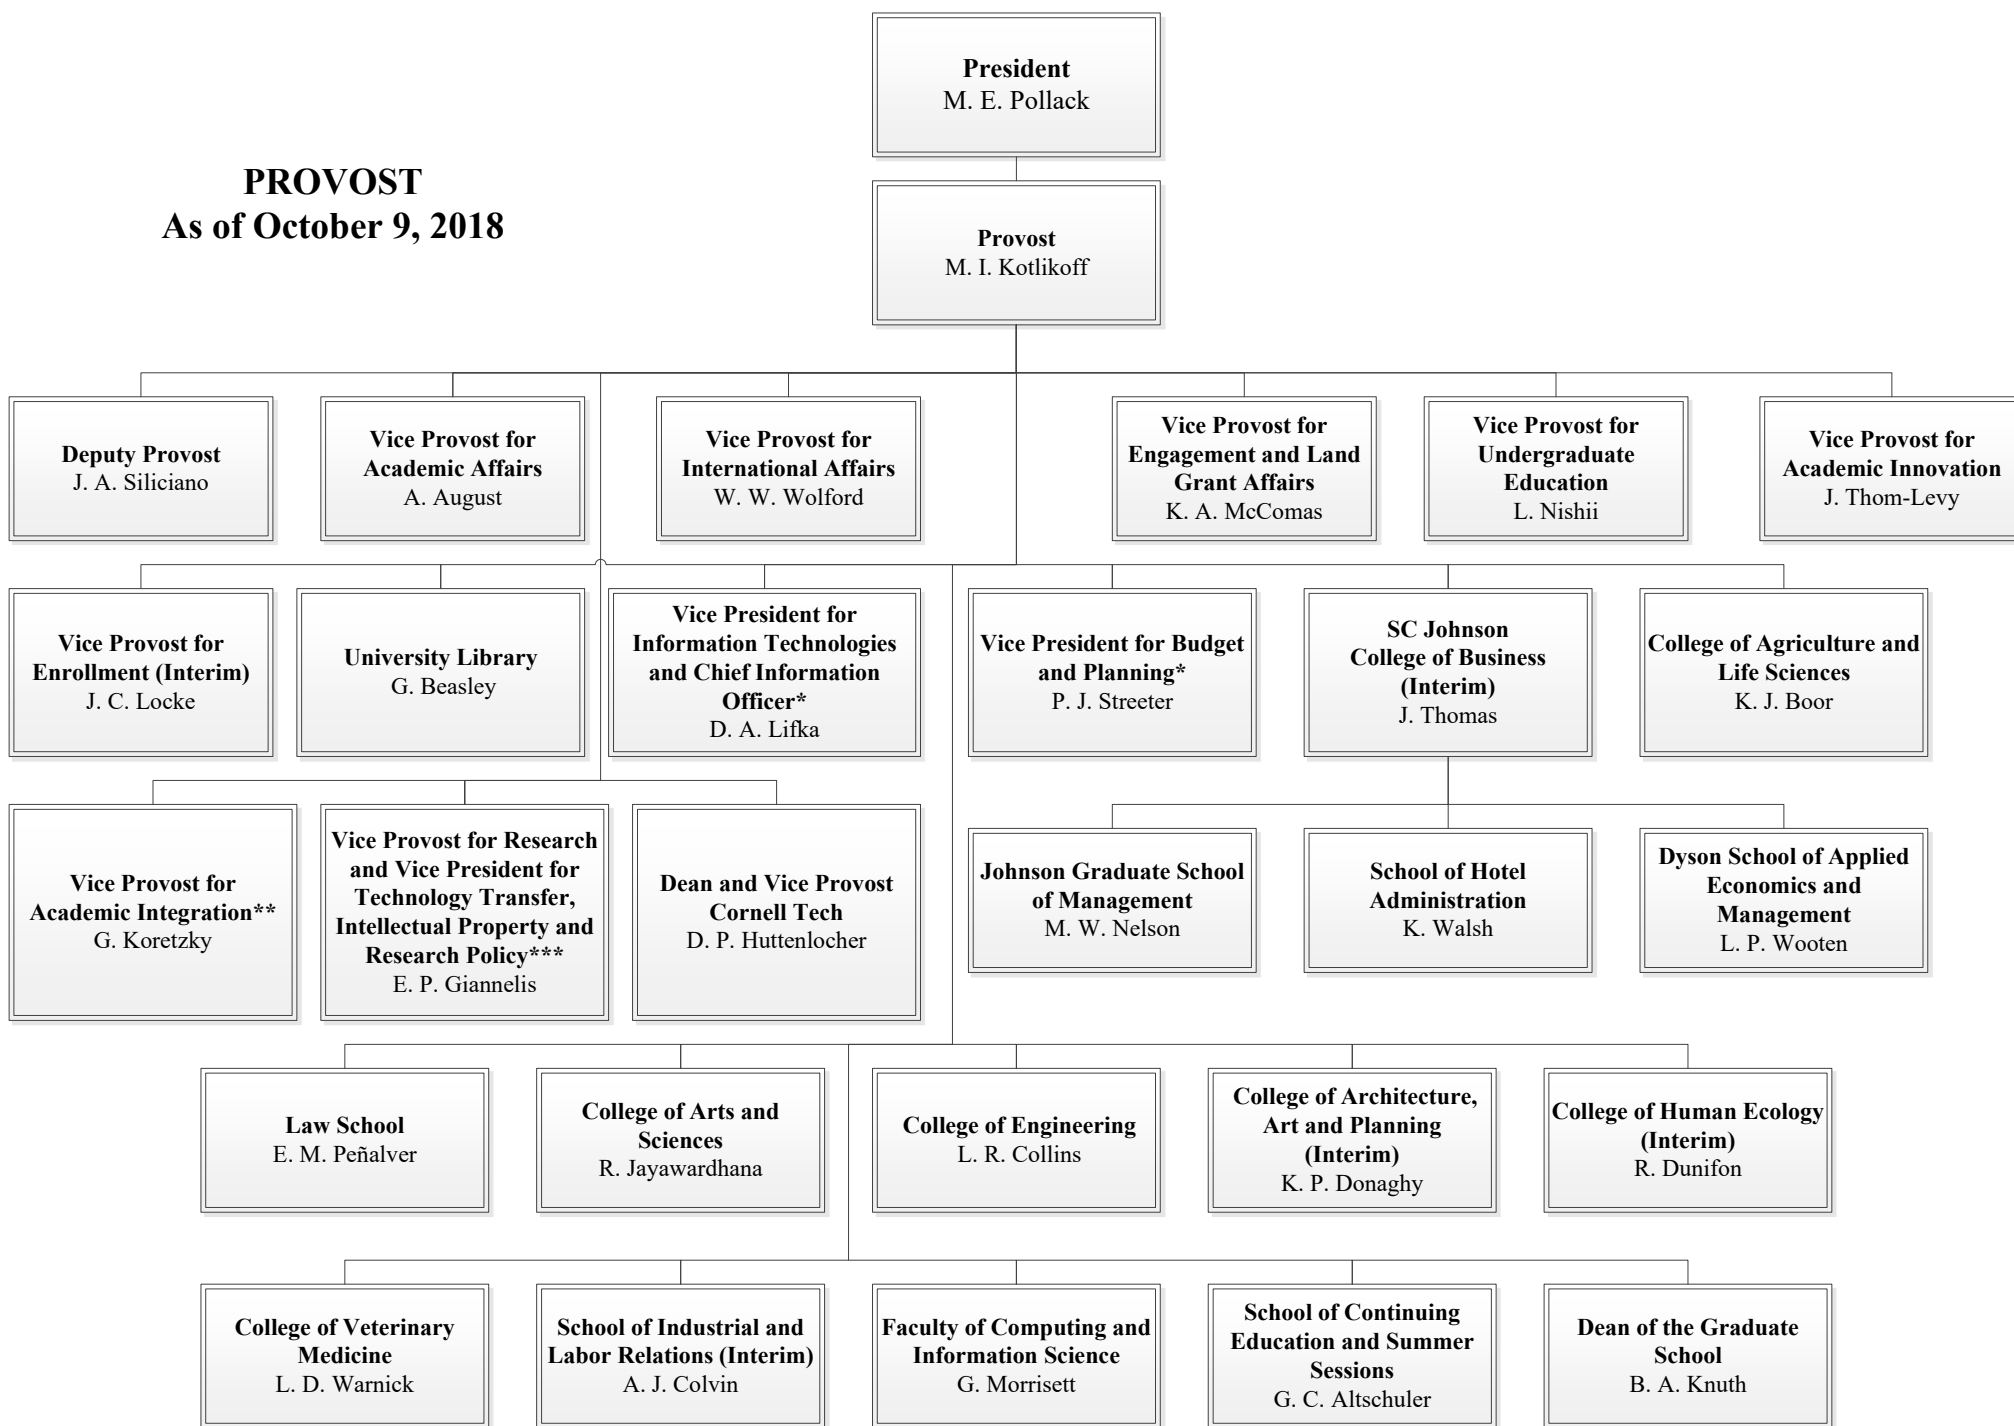 President
M. E. Pollack
PROVOST
As of October 9, 2018
Provost
M. I. Kotlikoff
Deputy Provost
J. A. Siliciano
Vice Provost for
Academic Affairs
A. August
Vice Provost for
International Affairs
W. W. Wolford
Vice Provost for
Engagement and Land
Grant Affairs
K. A. McComas
Vice Provost for
Undergraduate
Education
L. Nishii
Vice Provost for
Academic Innovation
J. Thom-Levy
Vice Provost for
Enrollment (Interim)
J. C. Locke
University Library
G. Beasley
Vice President for
Information Technologies
and Chief Information
Officer*
D. A. Lifka
Vice President for Budget
and Planning*
P. J. Streeter
SC Johnson
College of Business
(Interim)
J. Thomas
College of Agriculture and
Life Sciences
K. J. Boor
Vice Provost for
Academic Integration**
G. Koretzky
Vice Provost for Research
and Vice President for
Technology Transfer,
Intellectual Property and
Research Policy***
E. P. Giannelis
Dean and Vice Provost
Cornell Tech
D. P. Huttenlocher
Johnson Graduate School
of Management
M. W. Nelson
School of Hotel
Administration
K. Walsh
Dyson School of Applied
Economics and
Management
L. P. Wooten
Law School
E. M. Peñalver
College of Arts and
Sciences
R. Jayawardhana
College of Engineering
L. R. Collins
College of Architecture,
Art and Planning
(Interim)
K. P. Donaghy
College of Human Ecology
(Interim)
R. Dunifon
College of Veterinary
Medicine
L. D. Warnick
School of Industrial and
Labor Relations (Interim)
A. J. Colvin
Faculty of Computing and
Information Science
G. Morrisett
School of Continuing
Education and Summer
Sessions
G. C. Altschuler
Dean of the Graduate
School
B. A. Knuth